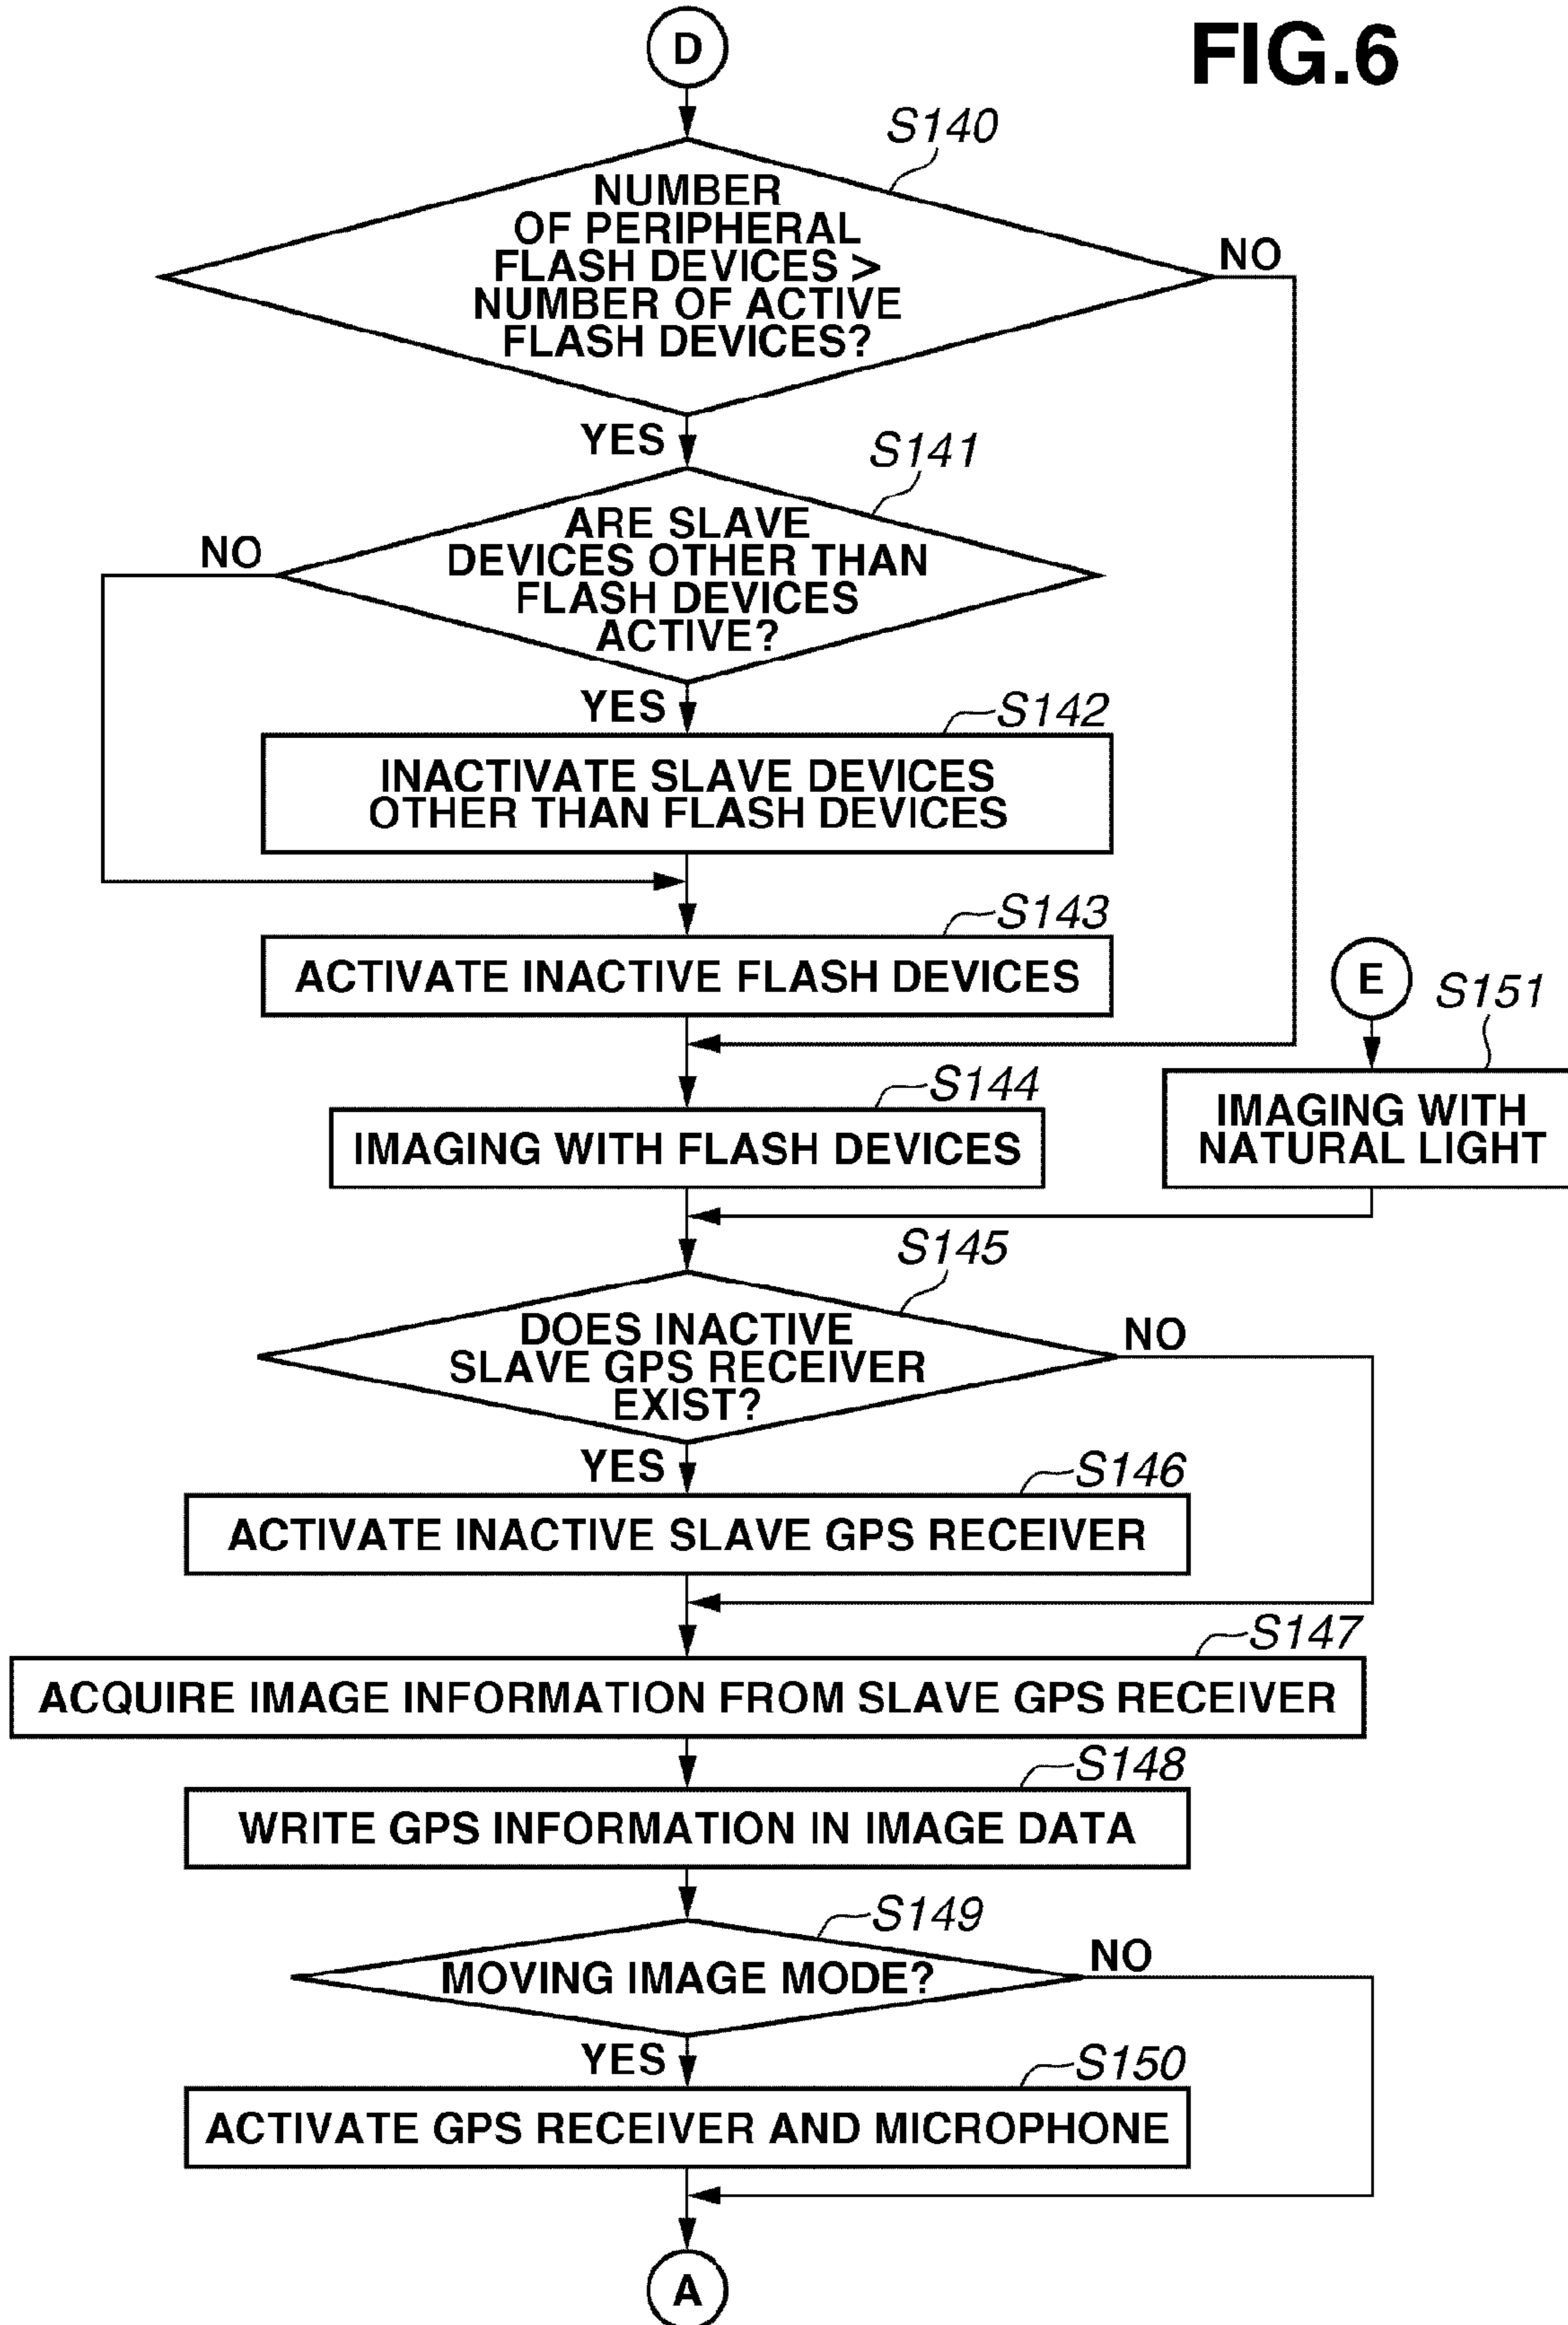 FIG.6
D
S140
NUMBER
OF PERIPHERAL
FLASH DEVICES >
NUMBER OF ACTIVE
FLASH DEVICES?
NO
YES
S141
ARE SLAVE
DEVICES OTHER THAN
FLASH DEVICES
ACTIVE?
NO
YES
S142
INACTIVATE SLAVE DEVICES
OTHER THAN FLASH DEVICES
S143
ACTIVATE INACTIVE FLASH DEVICES
E
S151
IMAGING WITH
NATURAL LIGHT
S144
IMAGING WITH FLASH DEVICES
S145
DOES INACTIVE
SLAVE GPS RECEIVER
EXIST?
NO
YES
S146
ACTIVATE INACTIVE SLAVE GPS RECEIVER
S147
ACQUIRE IMAGE INFORMATION FROM SLAVE GPS RECEIVER
S148
WRITE GPS INFORMATION IN IMAGE DATA
S149
MOVING IMAGE MODE?
NO
YES
S150
ACTIVATE GPS RECEIVER AND MICROPHONE
A